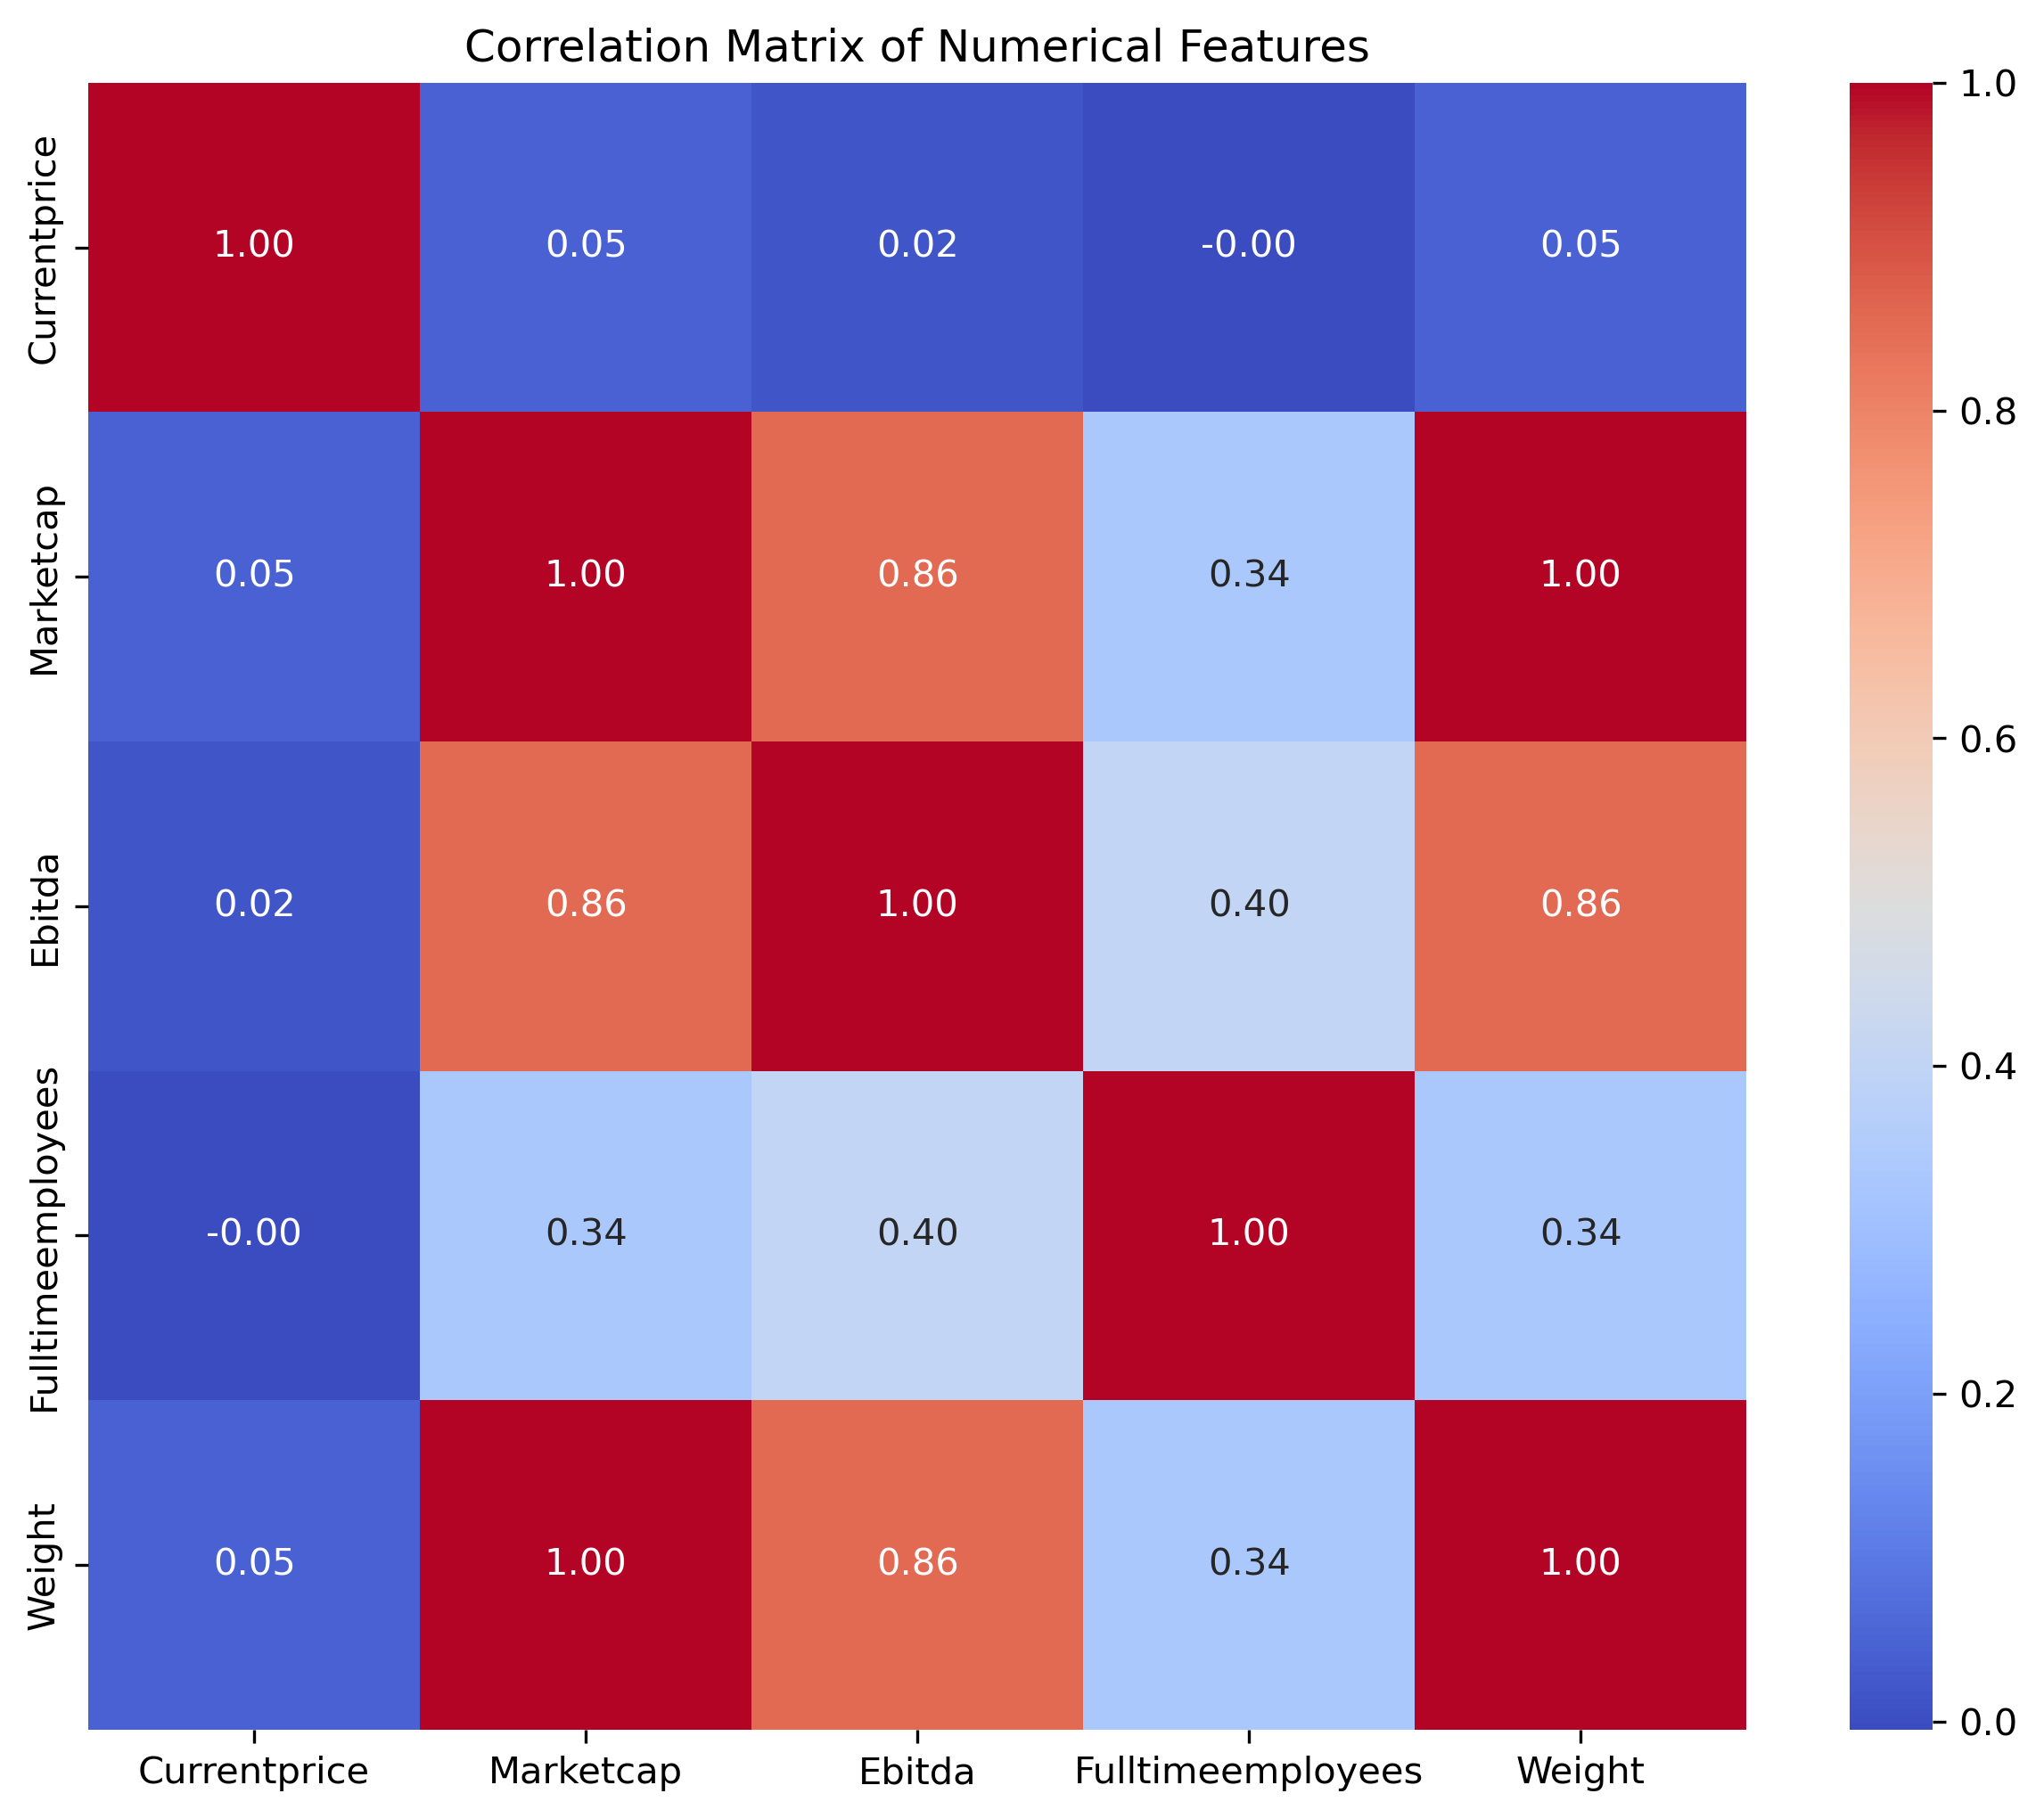 Correlation Matrix of Numerical Features
Currentprice
1.00 0.05 0.02 -0.00 0.05
Marketcap
0.05 1.00 0.86 0.34 1.00
Ebitda
0.02 0.86 1.00 0.40 0.86
Fulltimeemployees
-0.00 0.34 0.40 1.00 0.34
Weight
0.05 1.00 0.86 0.34 1.00
Currentprice Marketcap Ebitda Fulltimeemployees Weight
1.0
0.8
0.6
0.4
0.2
0.0